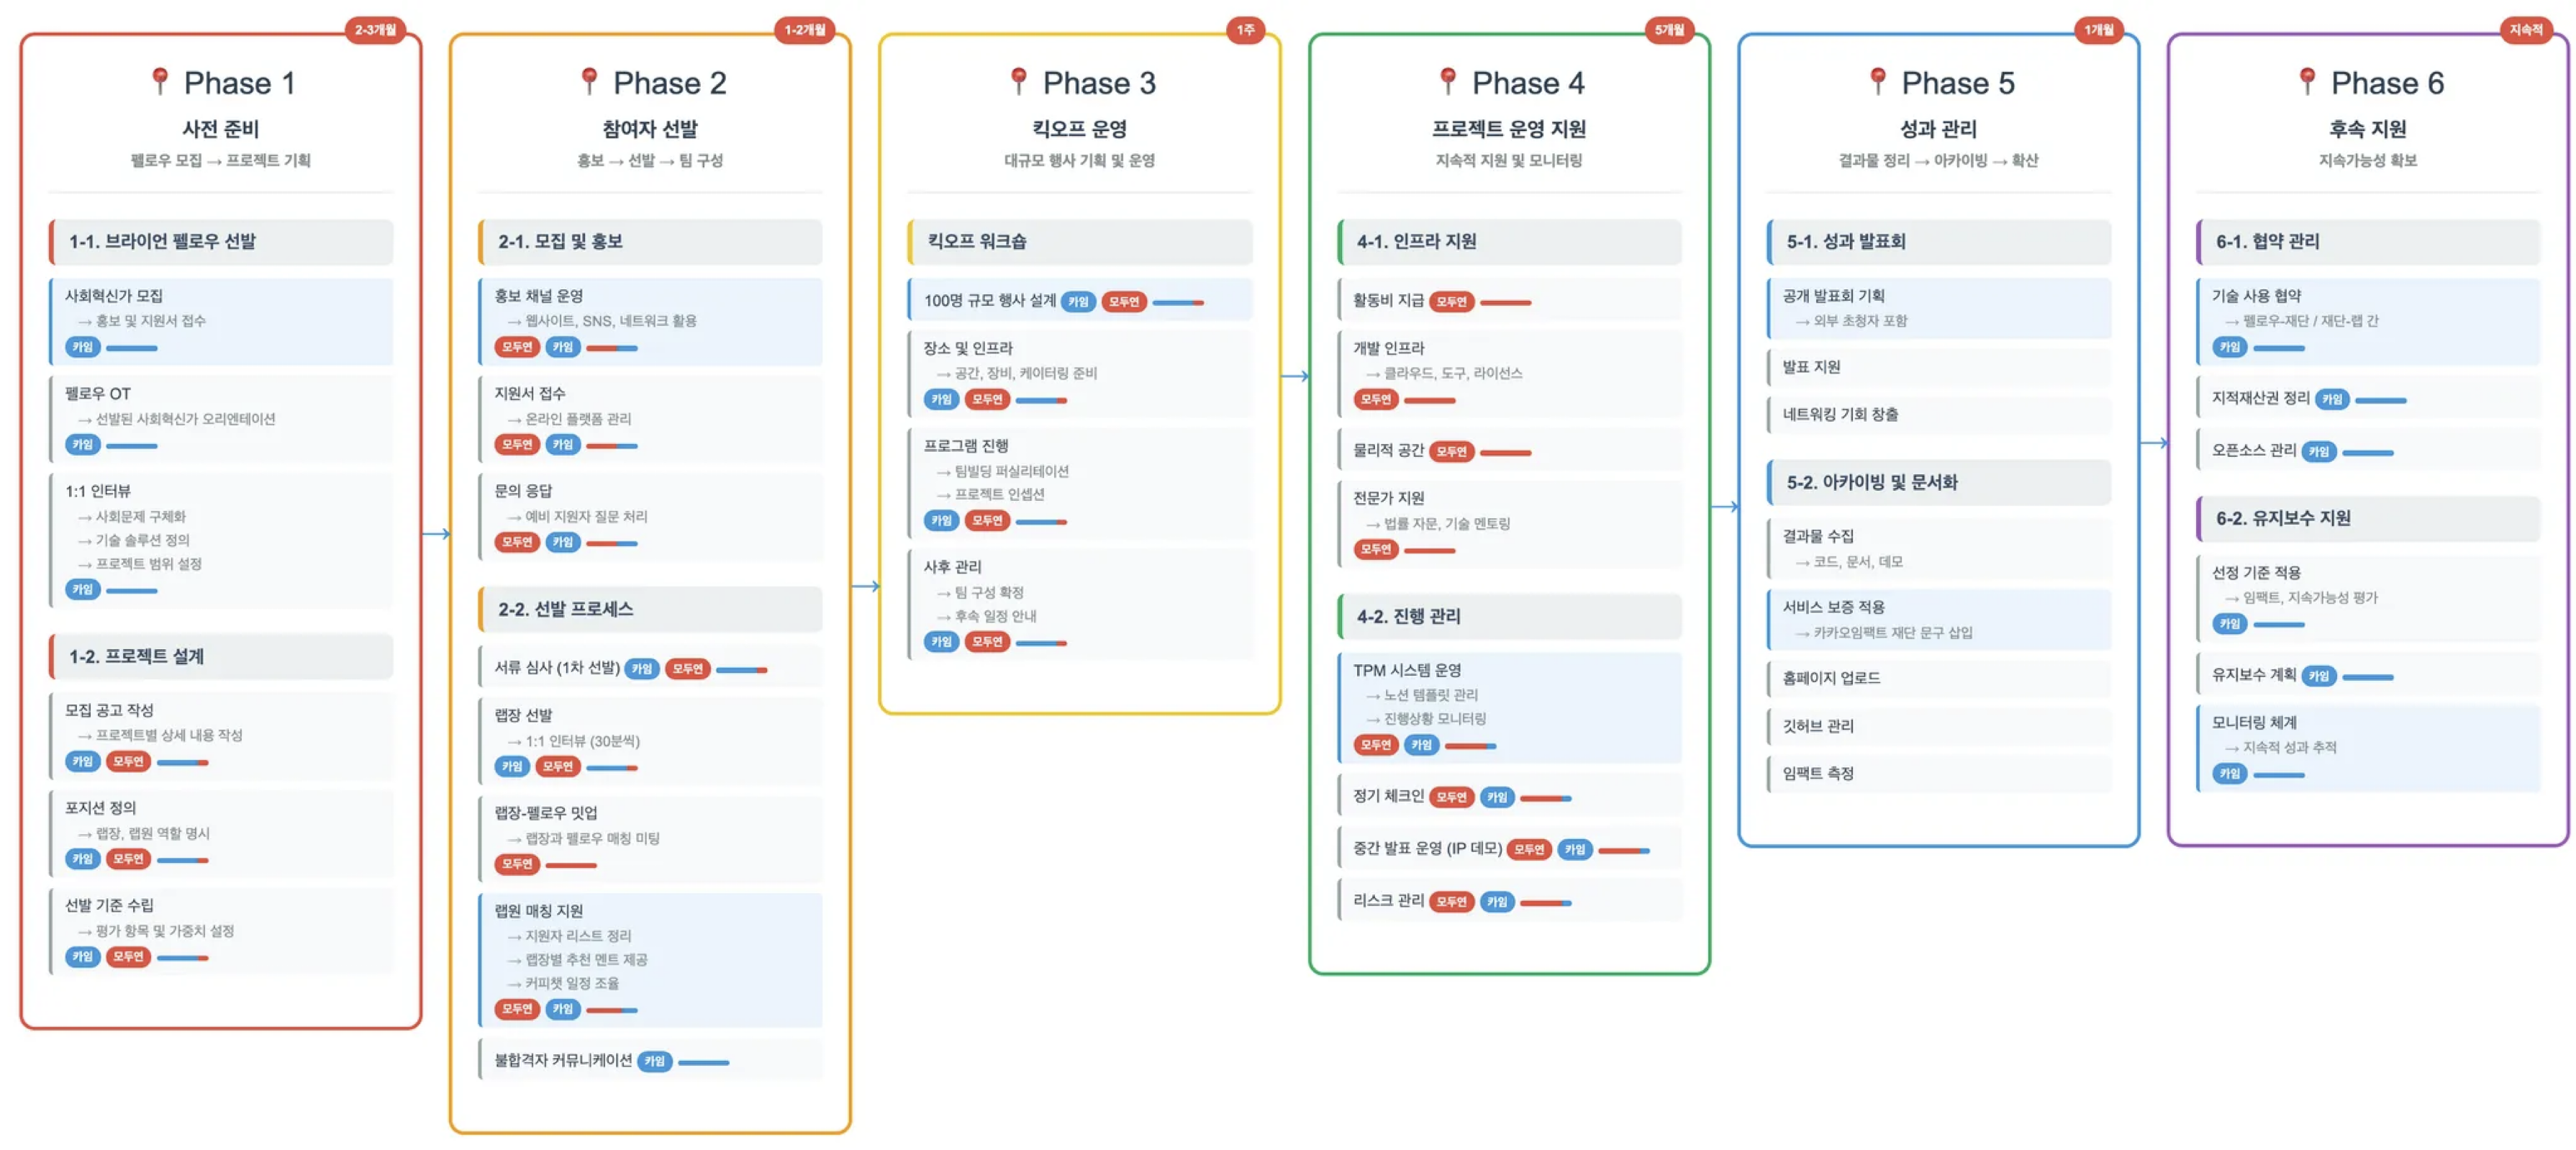 2-3개월
Phase 1
사전 준비
펠로우 모집 → 프로젝트 기획
1-1. 브라이언 펠로우 선발
사회혁신가 모집
→ 홍보 및 지원서 접수
카임
펠로우 OT
→ 선발된 사회혁신가 오리엔테이션
카임
1:1 인터뷰
→ 사회문제 구체화
→ 기술 솔루션 정의
→ 프로젝트 범위 설정
카임
1-2. 프로젝트 설계
모집 공고 작성
→ 프로젝트별 상세 내용 작성
카임 모두연
포지션 정의
→ 랩장, 랩원 역할 명시
카임 모두연
선발 기준 수립
→ 평가 항목 및 가중치 설정
카임 모두연
1-2개월
Phase 2
참여자 선발
홍보 → 선발 → 팀 구성
2-1. 모집 및 홍보
홍보 채널 운영
→ 웹사이트, SNS, 네트워크 활용
모두연 카임
지원서 접수
→ 온라인 플랫폼 관리
모두연 카임
문의 응답
→ 예비 지원자 질문 처리
모두연 카임
2-2. 선발 프로세스
서류 심사 (1차 선발) 카임 모두연
랩장 선발
→ 1:1 인터뷰 (30분씩)
카임 모두연
랩장-펠로우 밋업
→ 랩장과 펠로우 매칭 미팅
모두연
랩원 매칭 지원
→ 지원자 리스트 정리
→ 랩장별 추천 멘트 제공
→ 커피챗 일정 조율
모두연 카임
불합격자 커뮤니케이션 카임
1주
Phase 3
킥오프 운영
대규모 행사 기획 및 운영
킥오프 워크숍
100명 규모 행사 설계 카임 모두연
장소 및 인프라
→ 공간, 장비, 케이터링 준비
카임 모두연
프로그램 진행
→ 팀빌딩 퍼실리테이션
→ 프로젝트 인셉션
카임 모두연
사후 관리
→ 팀 구성 확정
→ 후속 일정 안내
카임 모두연
5개월
Phase 4
프로젝트 운영 지원
지속적 지원 및 모니터링
4-1. 인프라 지원
활동비 지급 모두연
개발 인프라
→ 클라우드, 도구, 라이선스
모두연
물리적 공간 모두연
전문가 지원
→ 법률 자문, 기술 멘토링
모두연
4-2. 진행 관리
TPM 시스템 운영
→ 노션 템플릿 관리
→ 진행상황 모니터링
모두연 카임
정기 체크인 모두연 카임
중간 발표 운영 (IP 데모) 모두연 카임
리스크 관리 모두연 카임
1개월
Phase 5
성과 관리
결과물 정리 → 아카이빙 → 확산
5-1. 성과 발표회
공개 발표회 기획
→ 외부 초청자 포함
발표 지원
네트워킹 기회 창출
5-2. 아카이빙 및 문서화
결과물 수집
→ 코드, 문서, 데모
서비스 보증 적용
→ 카카오임팩트 재단 문구 삽입
홈페이지 업로드
깃허브 관리
임팩트 측정
지속적
Phase 6
후속 지원
지속가능성 확보
6-1. 협약 관리
기술 사용 협약
→ 펠로우-재단 / 재단-랩 간
카임
지적재산권 정리 카임
오픈소스 관리 카임
6-2. 유지보수 지원
선정 기준 적용
→ 임팩트, 지속가능성 평가
카임
유지보수 계획 카임
모니터링 체계
→ 지속적 성과 추적
카임